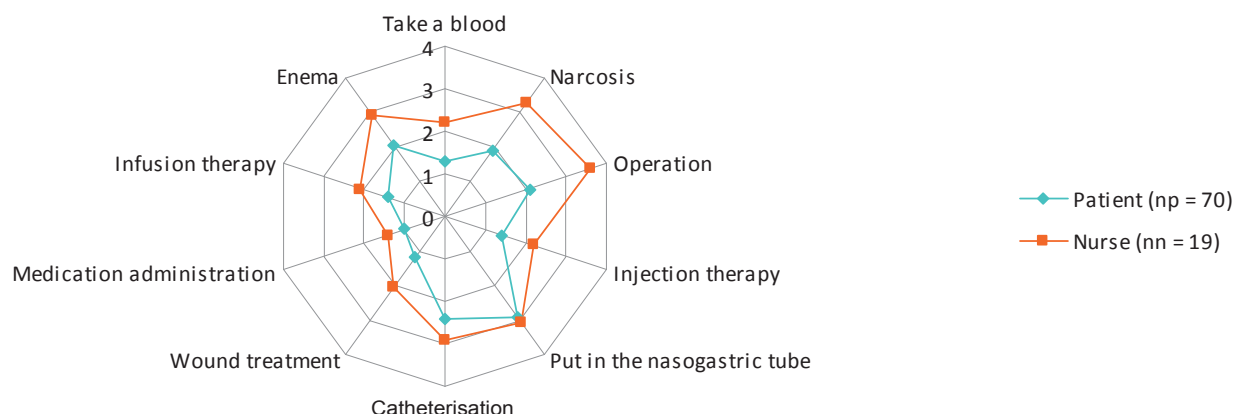 Take a blood
4
Enema
Narcosis
3
2
Infusion therapy
Operation
1
Patient (np = 70)
0
Nurse (nn = 19)
Medication administration
Injection therapy
Wound treatment
Put in the nasogastric tube
Catheterisation